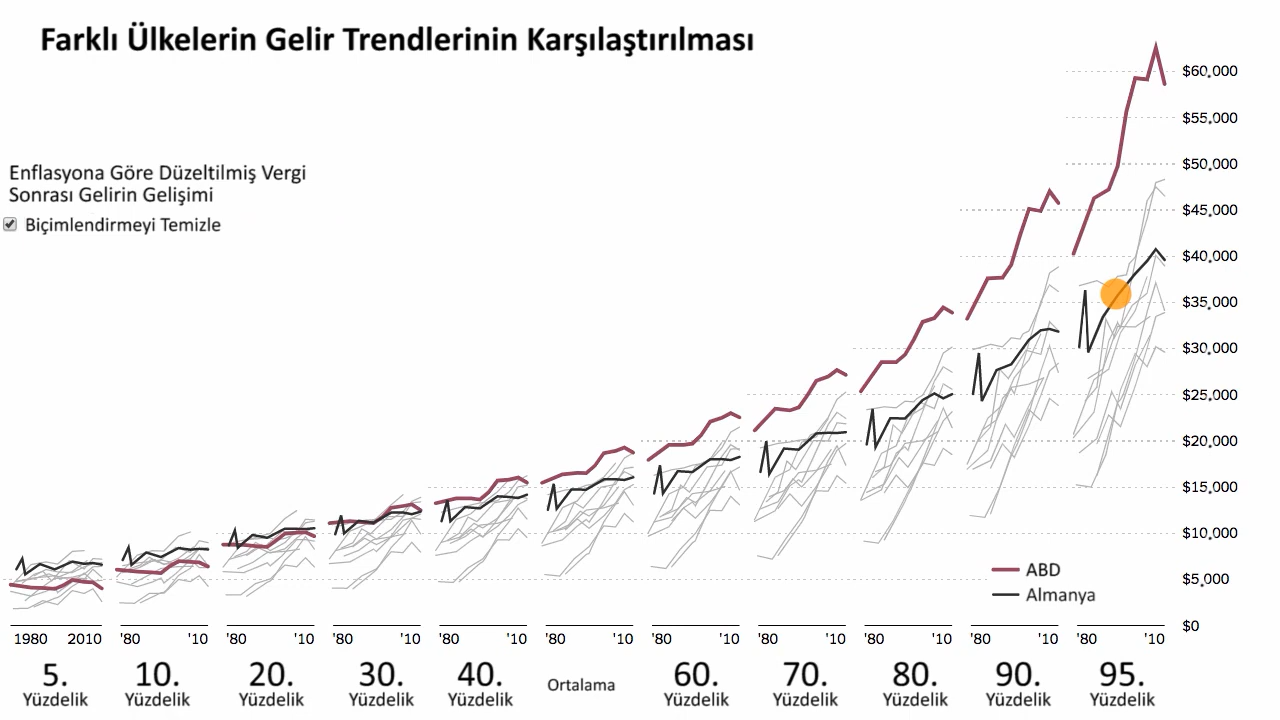 Farklı Ülkelerin Gelir Trendlerinin Karşılaştırılması
Enflasyona Göre Düzeltilmiş Vergi
Sonrası Gelirin Gelişimi
Biçimlendirmeyi Temizle
$60,000
$55,000
$50,000
$45,000
$40,000
$35,000
$30,000
$25,000
$20,000
$15,000
$10,000
$5,000
$0
ABD
Almanya
1980 2010 '80 '10 '80 '10 '80 '10 '80 '10 '80 '10 '80 '10 '80 '10 '80 '10 '80 '10 '80 '10
5. 10. 20. 30. 40. Ortalama 60. 70. 80. 90. 95.
Yüzdelik Yüzdelik Yüzdelik Yüzdelik Yüzdelik Yüzdelik Yüzdelik Yüzdelik Yüzdelik Yüzdelik